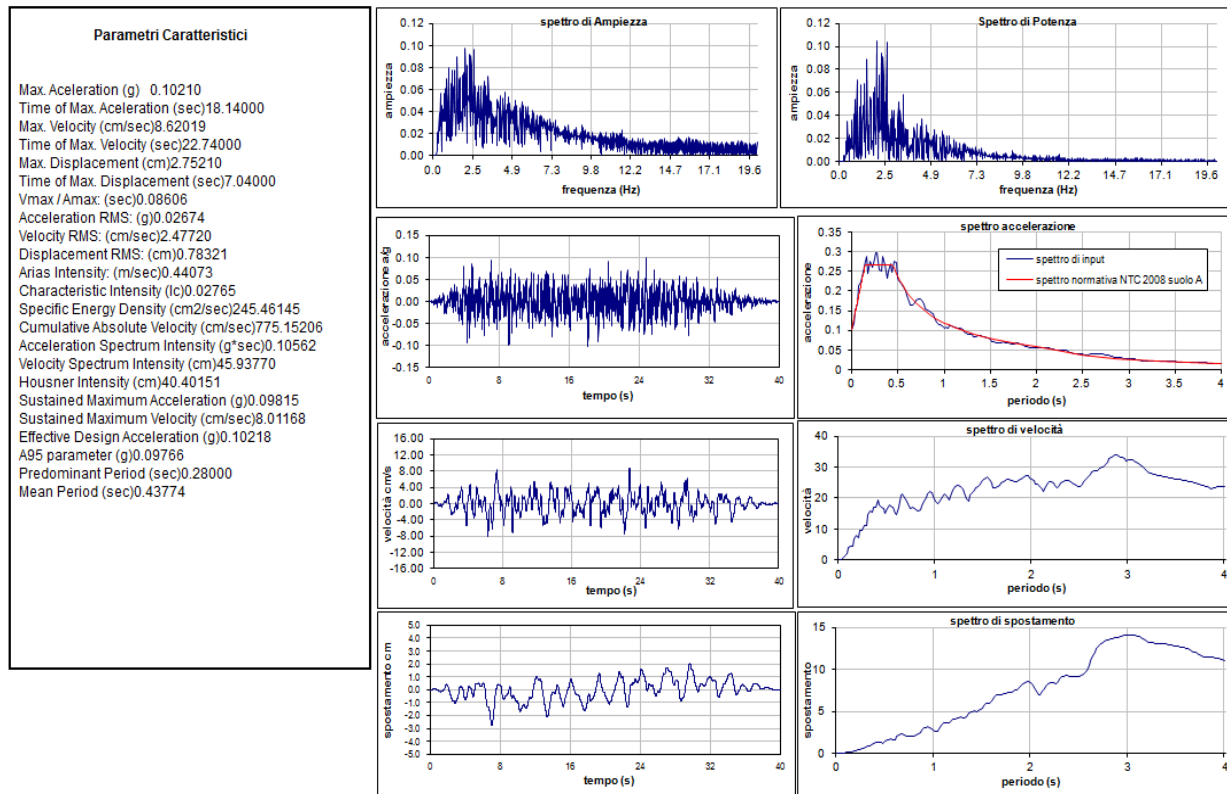 Parametri Caratteristici
Max. Aceleration (g) 0.10210
Time of Max. Aceleration (sec)18.14000
Max. Velocity (cm/sec)8.62019
Time of Max. Velocity (sec)22.74000
Max. Displacement (cm)2.75210
Time of Max. Displacement (sec)7.04000
Vmax / Amax: (sec)0.08606
Acceleration RMS: (g)0.02674
Velocity RMS: (cm/sec)2.47720
Displacement RMS: (cm)0.78321
Arias Intensity: (m/sec)0.44073
Characteristic Intensity (Ic)0.02765
Specific Energy Density (cm2/sec)245.46145
Cumulative Absolute Velocity (cm/sec)775.15206
Acceleration Spectrum Intensity (g*sec)0.10562
Velocity Spectrum Intensity (cm)45.93770
Housner Intensity (cm)40.40151
Sustained Maximum Acceleration (g)0.09815
Sustained Maximum Velocity (cm/sec)8.01168
Effective Design Acceleration (g)0.10218
A95 parameter (g)0.09766
Predominant Period (sec)0.28000
Mean Period (sec)0.43774
spettro di Ampiezza
ampiezza
0.12
0.10
0.08
0.06
0.04
0.02
0.00
0.0 2.5 4.9 7.3 9.8 12.2 14.7 17.1 19.6
frequenza (Hz)
Spettro di Potenza
ampiezza
0.12
0.10
0.08
0.06
0.04
0.02
0.00
0.0 2.5 4.9 7.3 9.8 12.2 14.7 17.1 19.6
frequenza (Hz)
accelerazione a/g
0.15
0.10
0.05
0.00
-0.05
-0.10
-0.15
0 8 16 24 32 40
tempo (s)
spettro accelerazione
accelerazione
0.35
0.3
0.25
0.2
0.15
0.1
0.05
0
spettro di input
spettro normativa NTC 2008 suolo A
0 0.5 1 1.5 2 2.5 3 3.5 4
periodo (s)
velocità cm/s
16.00
12.00
8.00
4.00
0.00
-4.00
-8.00
-12.00
-16.00
0 8 16 24 32 40
tempo (s)
spettro di velocità
velocità
40
30
20
10
0
0 1 2 3 4
periodo (s)
spostamento cm
5.0
4.0
3.0
2.0
1.0
0.0
-1.0
-2.0
-3.0
-4.0
-5.0
0 8 16 24 32 40
tempo (s)
spettro di spostamento
spostamento
15
10
5
0
0 1 2 3 4
periodo (s)